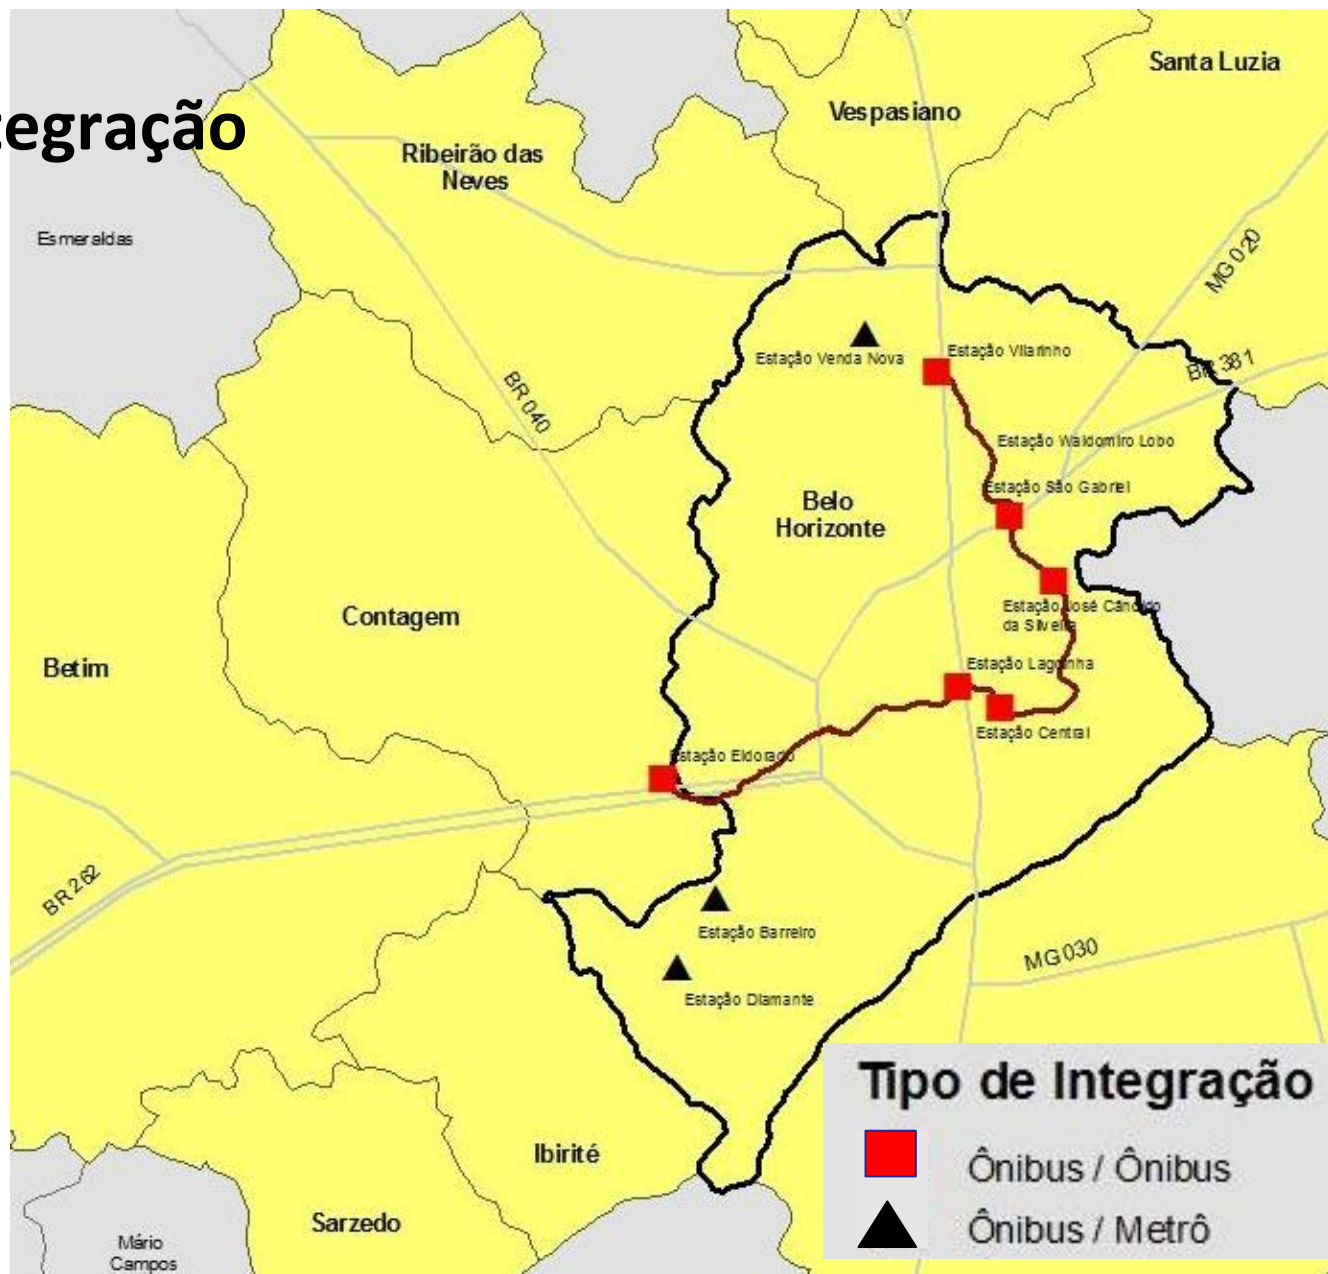 Santa Luzia
Vespasiano
tegração
Ribeirão das
Neves
Esmeraldas
MG 020
Estação Vilarinho
Estação Venda Nova
BR 381
BR 040
Estação Waldomiro Lobo
Estação São Gabriel
Belo
Horizonte
Estação José Cândido
da Silveira
Contagem
Betim
Estação Lagoinha
Estação Central
Estação Eldorado
BR 262
Estação Barreiro
MG 030
Estação Diamante
Tipo de Integração
Ônibus / Ônibus
Ônibus / Metrô
Ibirité
Sarzedo
Mário
Campos